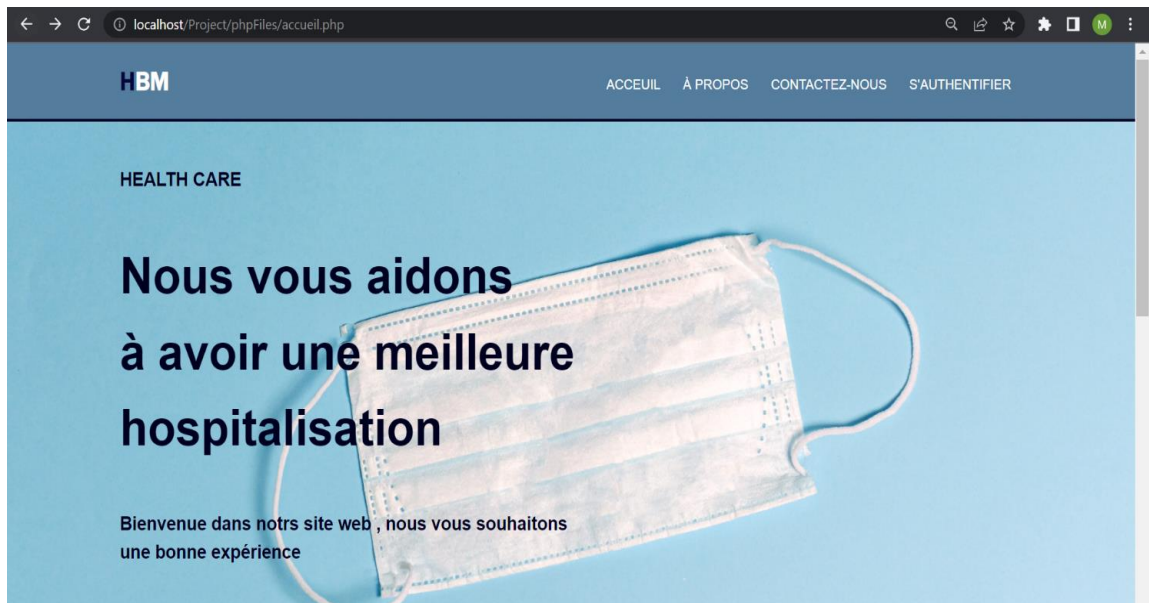 localhost/Project/phpFiles/accueil.php
M
HBM
ACCEUIL À PROPOS CONTACTEZ-NOUS S'AUTHENTIFIER
HEALTH CARE
Nous vous aidons
à avoir une meilleure
hospitalisation
Bienvenue dans notrs site web , nous vous souhaitons
une bonne expérience